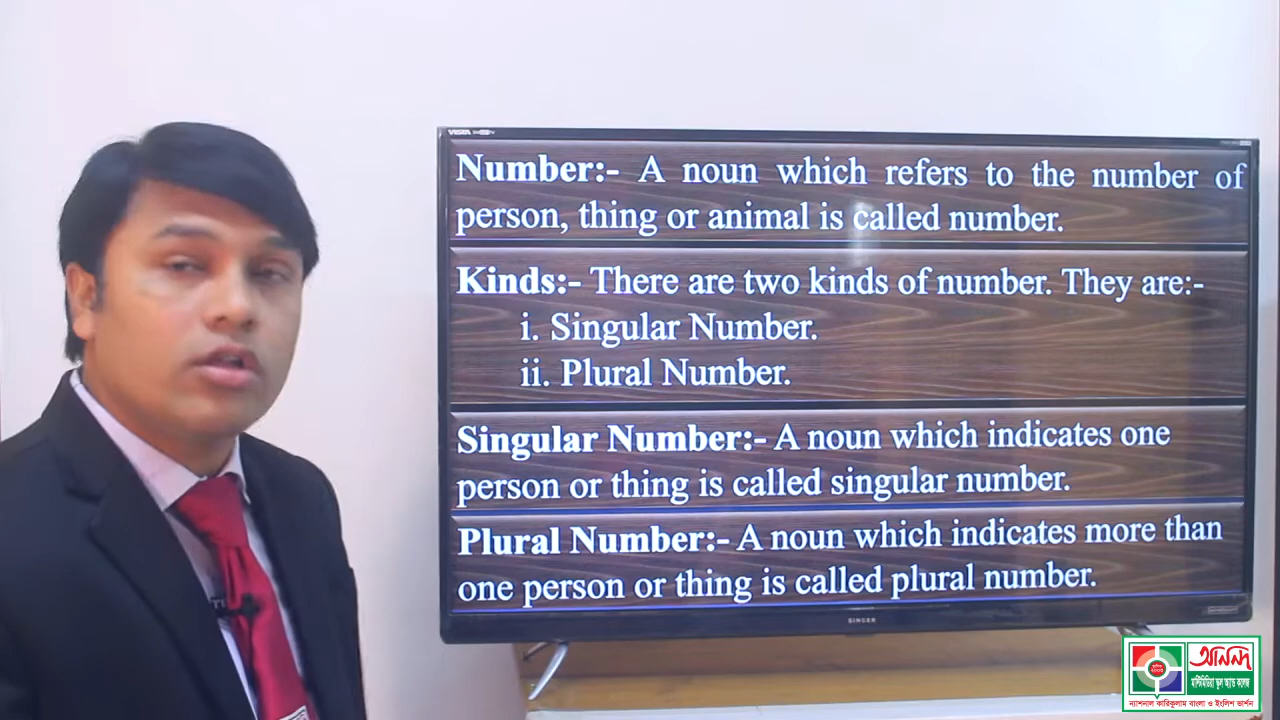 Number:- A noun which refers to the number of
person, thing or animal is called number.
Kinds:- There are two kinds of number. They are:-
i. Singular Number.
ii. Plural Number.
Singular Number:- A noun which indicates one
person or thing is called singular number.
Plural Number:- A noun which indicates more than
one person or thing is called plural number.
SINGER
আনন্দ
মাল্টিমিডিয়া স্কুল অ্যান্ড কলেজ
ন্যাশনাল কারিকুলাম বাংলা ও ইংলিশ ভার্শন